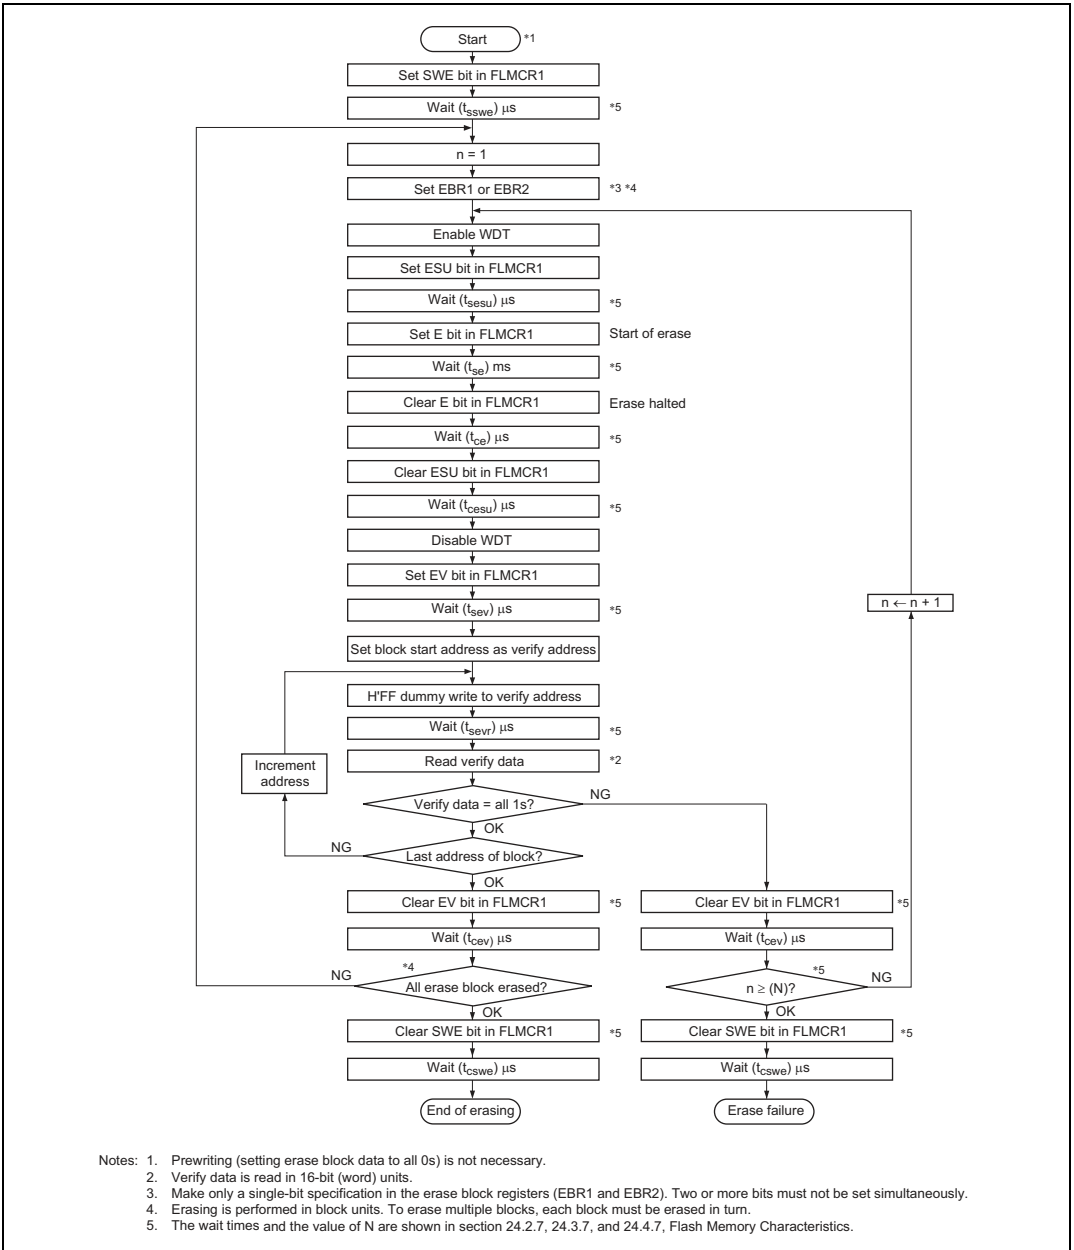 Start *1
Set SWE bit in FLMCR1
Wait (tsswe) μs *5
n = 1
Set EBR1 or EBR2 *3 *4
Enable WDT
Set ESU bit in FLMCR1
Wait (tsesu) μs *5
Set E bit in FLMCR1 Start of erase
Wait (tse) ms *5
Clear E bit in FLMCR1 Erase halted
Wait (tce) μs *5
Clear ESU bit in FLMCR1
Wait (tcesu) μs *5
Disable WDT
Set EV bit in FLMCR1
Wait (tsev) μs *5
n ← n + 1
Set block start address as verify address
H'FF dummy write to verify address
Wait (tsevr) μs *5
Read verify data *2
Increment
address
Verify data = all 1s? NG
OK
NG Last address of block?
OK
Clear EV bit in FLMCR1 *5 Clear EV bit in FLMCR1 *5
Wait (tcev) μs Wait (tcev) μs
NG *4 All erase block erased? n ≥ (N)? *5 NG
OK OK
Clear SWE bit in FLMCR1 *5 Clear SWE bit in FLMCR1 *5
Wait (tcswe) μs Wait (tcswe) μs
End of erasing Erase failure
Notes: 1. Prewriting (setting erase block data to all 0s) is not necessary.
2. Verify data is read in 16-bit (word) units.
3. Make only a single-bit specification in the erase block registers (EBR1 and EBR2). Two or more bits must not be set simultaneously.
4. Erasing is performed in block units. To erase multiple blocks, each block must be erased in turn.
5. The wait times and the value of N are shown in section 24.2.7, 24.3.7, and 24.4.7, Flash Memory Characteristics.